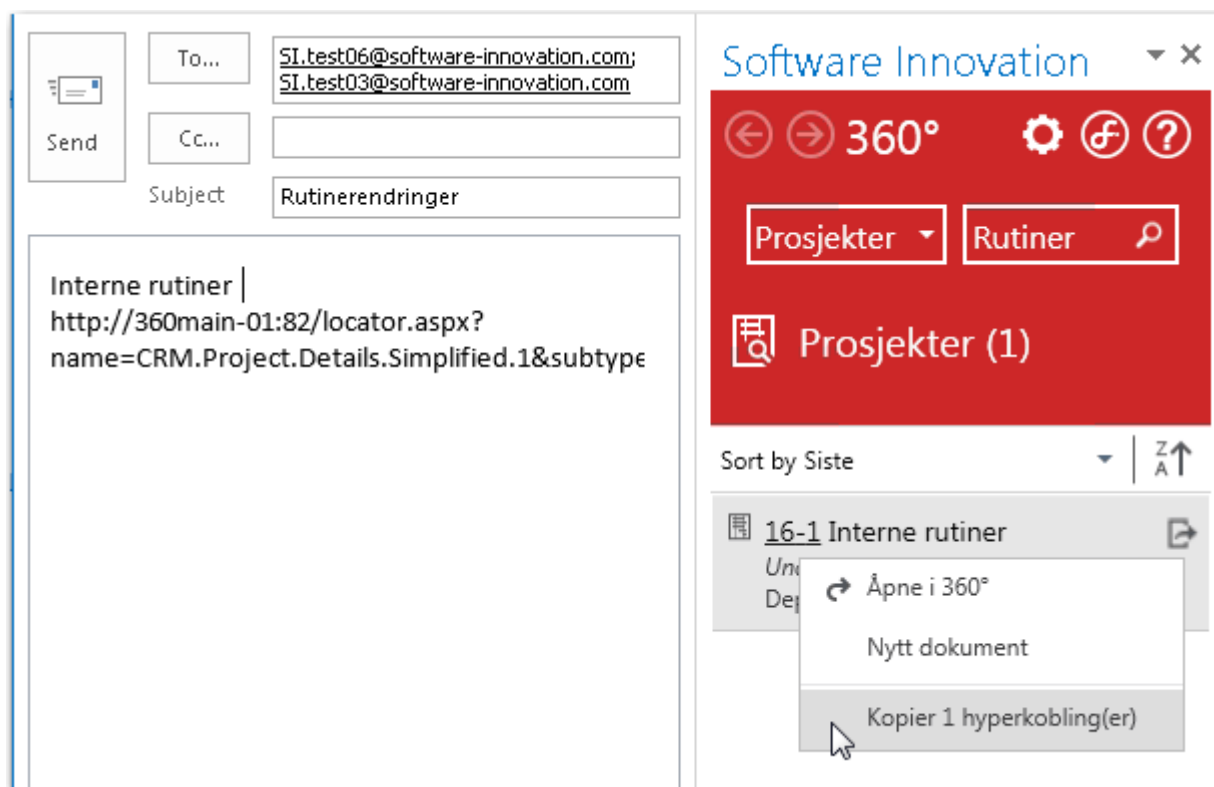 To...
SI.test06@software-innovation.com;
SI.test03@software-innovation.com
Send
Cc...
Subject
Rutinerendringer
Interne rutiner
http://360main-01:82/locator.aspx?
name=CRM.Project.Details.Simplified.1&subtype
Software Innovation
360°
Prosjekter
Rutiner
Prosjekter (1)
Sort by Siste
Z
A
16-1 Interne rutiner
Åpne i 360°
Nytt dokument
Kopier 1 hyperkobling(er)